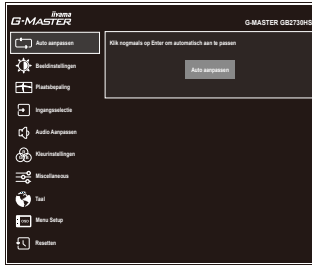 iiyama
G-MASTER
G-MASTER GB2730HS
Auto aanpassen
Klik nogmaals op Enter om automatisch aan te passen
Auto aanpassen
Beeldinstellingen
Plaatsbepaling
Ingangsselectie
Audio Aanpassen
Kleurinstellingen
Miscellaneous
Taal
OSD
Menu Setup
Resetten